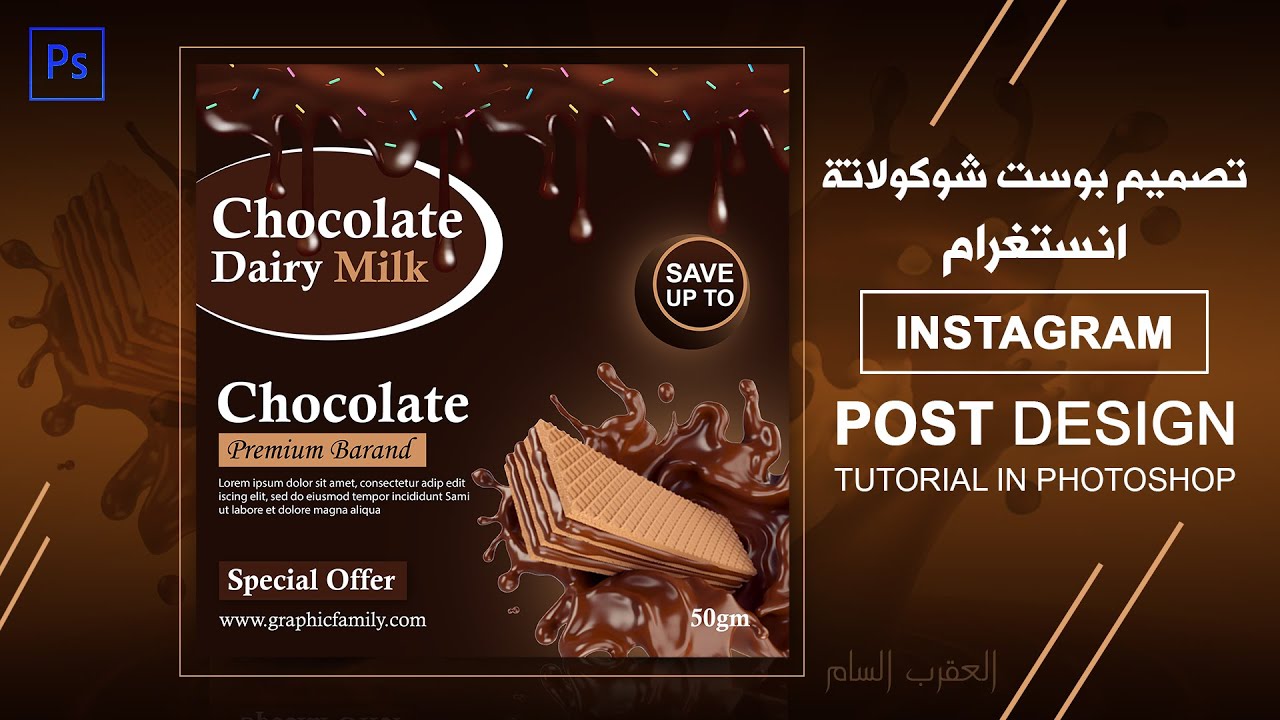 Ps
Chocolate
Dairy Milk
SAVE
UP TO
Chocolate
Premium Barand
Lorem ipsum dolor sit amet, consectetur adip edit
iscing elit, sed do eiusmod tempor incididunt Sami
ut labore et dolore magna aliqua
Special Offer
www.graphicfamily.com
50gm
تصميم بوست شوكولاتة
انستغرام
INSTAGRAM
POST DESIGN
TUTORIAL IN PHOTOSHOP
العقرب السام